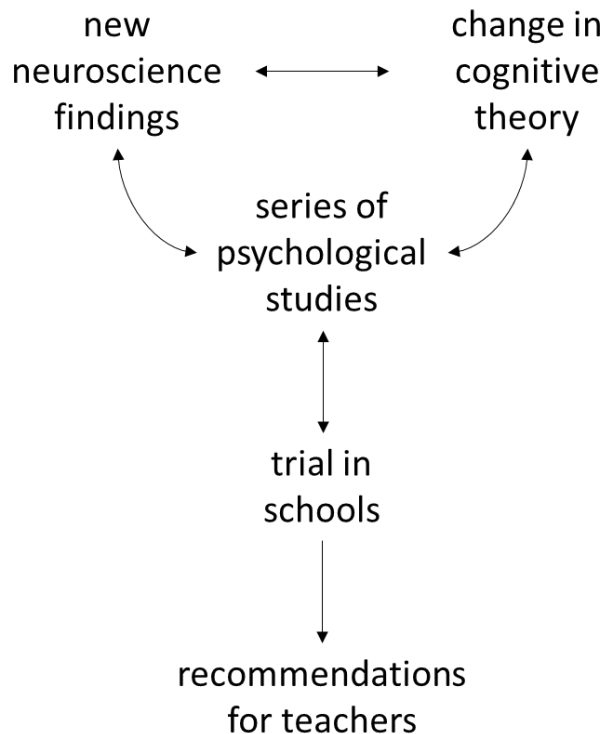 new
neuroscience
findings
change in
cognitive
theory
series of
psychological
studies
trial in
schools
recommendations
for teachers